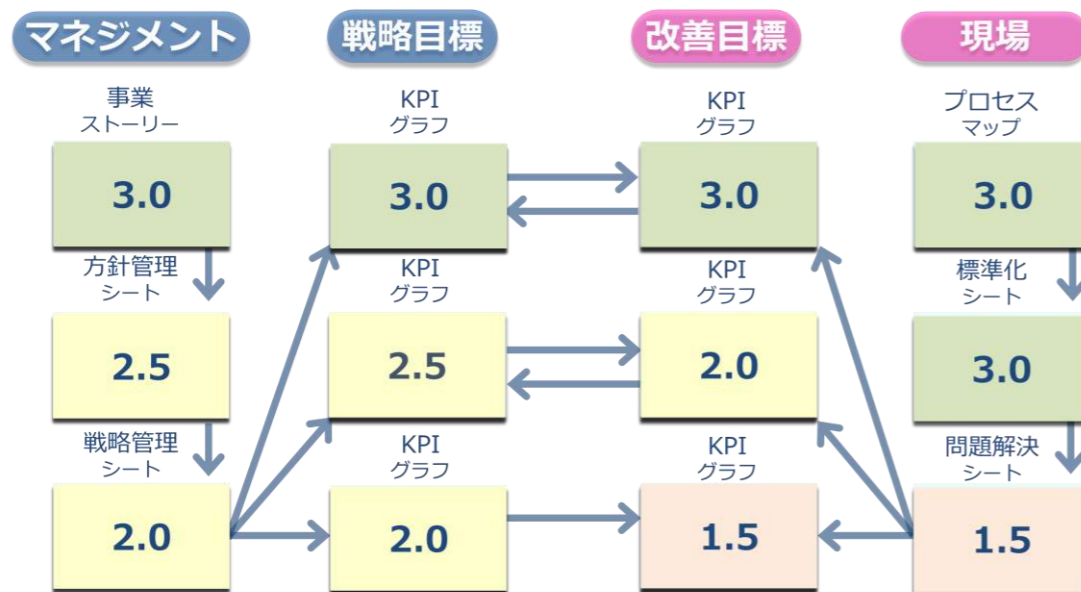 マネジメント
戦略目標
改善目標
現場
事業
ストーリー
KPI
グラフ
KPI
グラフ
プロセス
マップ
3.0
3.0
3.0
3.0
方針管理
シート
KPI
グラフ
KPI
グラフ
標準化
シート
2.5
2.5
2.0
3.0
戦略管理
シート
KPI
グラフ
KPI
グラフ
問題解決
シート
2.0
2.0
1.5
1.5